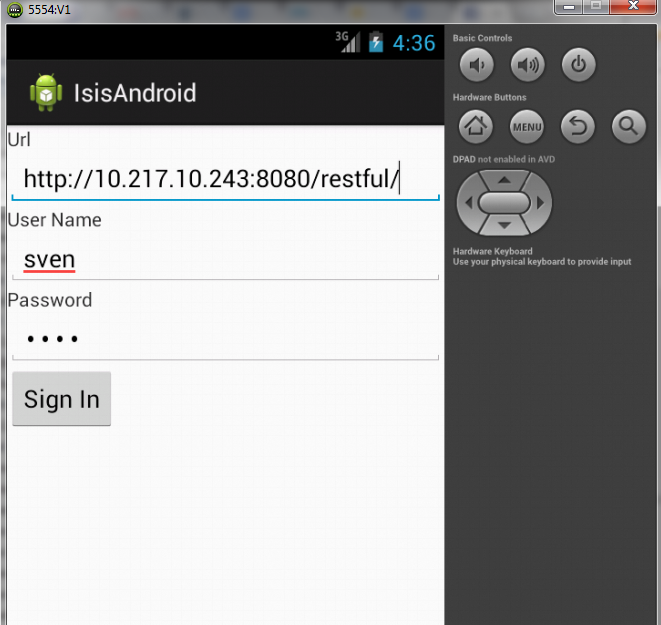 5554:V1
3G
4:36
IsisAndroid
Url
http://10.217.10.243:8080/restful/
User Name
sven
Password
••••
Sign In
Basic Controls
Hardware Buttons
MENU
DPAD not enabled in AVD
Hardware Keyboard
Use your physical keyboard to provide input